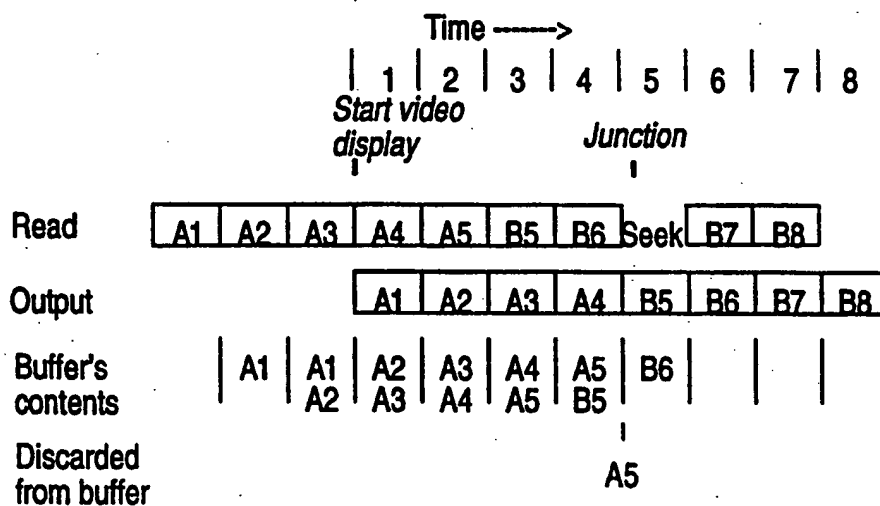 Time ------>
1 2 3 4 5 6 7 8
Start video display
Junction
Read A1 A2 A3 A4 A5 B5 B6 Seek B7 B8
Output A1 A2 A3 A4 B5 B6 B7 B8
Buffer's A1 A1 A2 A3 A4 A5 B6
contents A2 A3 A4 A5 B5
Discarded
from buffer A5